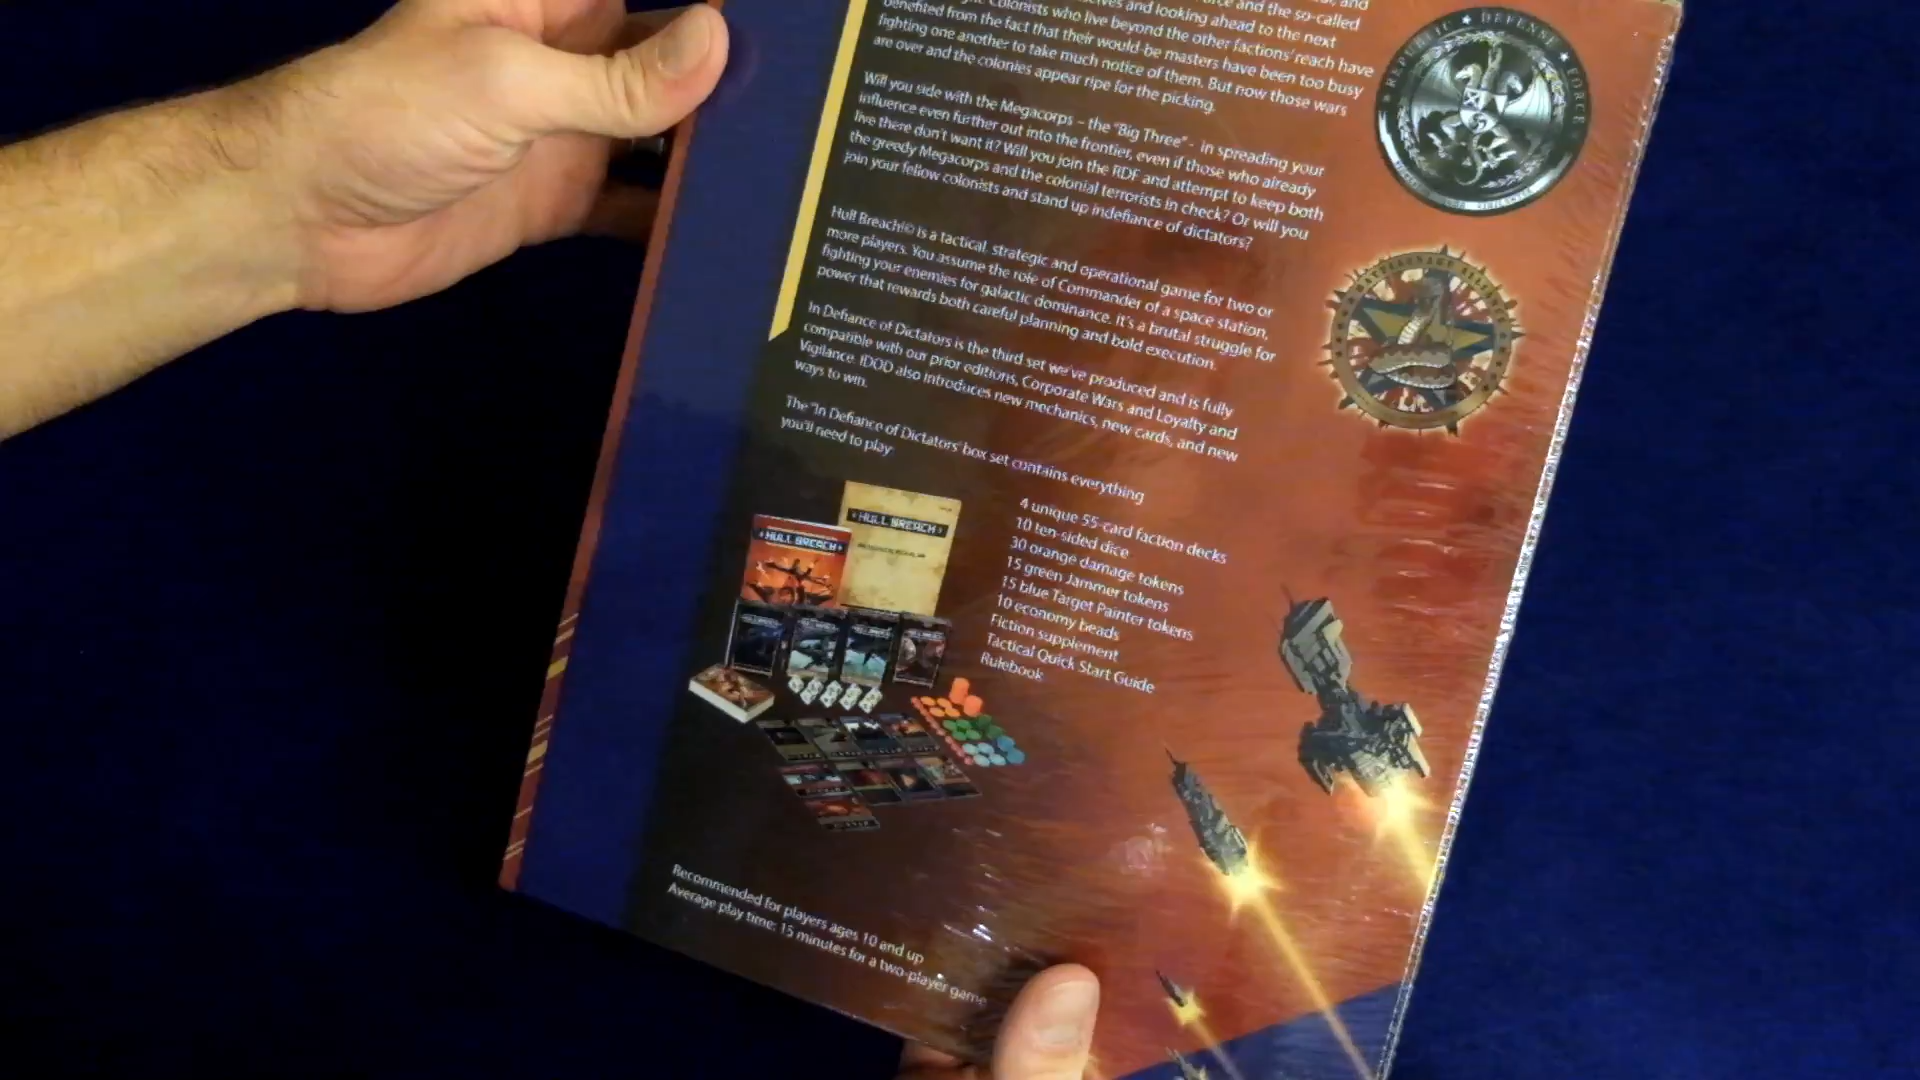 and
and the so-called
and looking ahead to the next
Colonists who live beyond the other factions' reach have
benefited from the fact that their would-be masters have been too busy
fighting one another to take much notice of them. But now those wars
are over and the colonies appear ripe for the picking.
Will you side with the Megacorps – the "Big Three" - in spreading your
influence even further out into the frontier, even if those who already
live there don't want it? Will you join the RDF and attempt to keep both
the greedy Megacorps and the colonial terrorists in check? Or will you
join your fellow colonists and stand up indefiance of dictators?
Hull Breach!© is a tactical, strategic and operational game for two or
more players. You assume the role of Commander of a space station,
fighting your enemies for galactic dominance. It's a brutal struggle for
power that rewards both careful planning and bold execution.
In Defiance of Dictators is the third set we've produced and is fully
compatible with our prior editions, Corporate Wars and Loyalty and
Vigilance. IDOD also introduces new mechanics, new cards, and new
ways to win.
The "In Defiance of Dictators" box set contains everything
you'll need to play:
4 unique 55-card faction decks
10 ten-sided dice
30 orange damage tokens
15 green Jammer tokens
15 blue Target Painter tokens
10 economy beads
Fiction supplement
Tactical Quick Start Guide
Rulebook
HULL BREACH
HULL BREACH
Recommended for players ages 10 and up
Average play time: 15 minutes for a two-player game
REPUBLIC ★ DEFENSE ★ FORCE